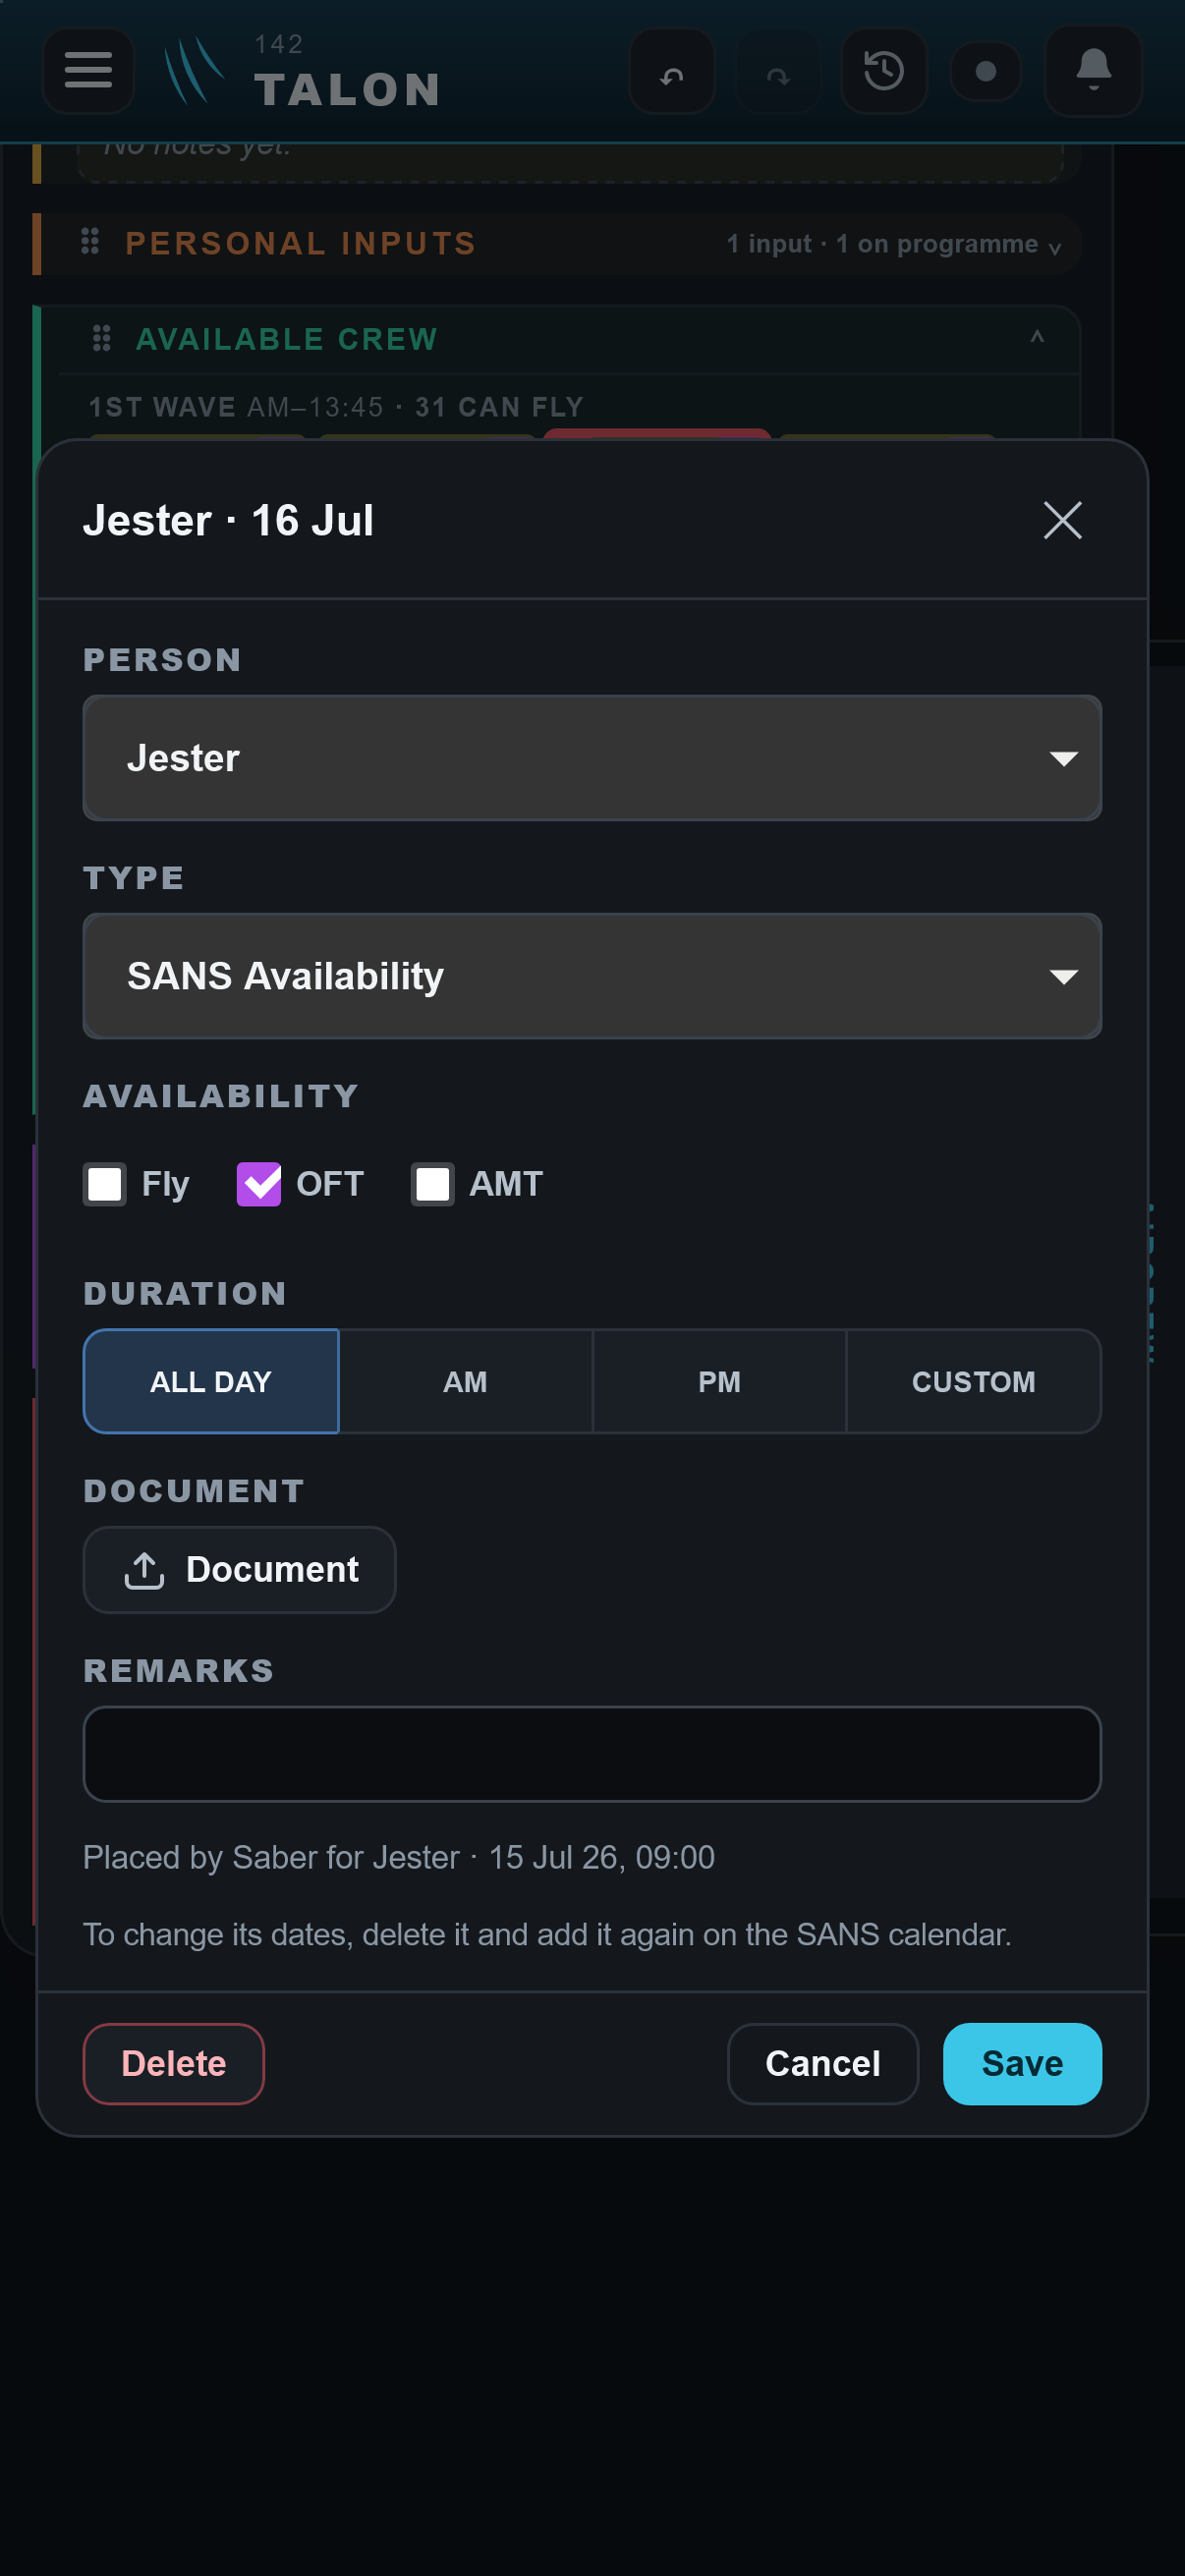 142
TALON
No notes yet.
PERSONAL INPUTS
1 input · 1 on programme
AVAILABLE CREW
1ST WAVE AM–13:45 · 31 CAN FLY
Jester · 16 Jul
PERSON
Jester
TYPE
SANS Availability
AVAILABILITY
Fly OFT AMT
DURATION
ALL DAY AM PM CUSTOM
DOCUMENT
Document
REMARKS
Placed by Saber for Jester · 15 Jul 26, 09:00
To change its dates, delete it and add it again on the SANS calendar.
Delete Cancel Save